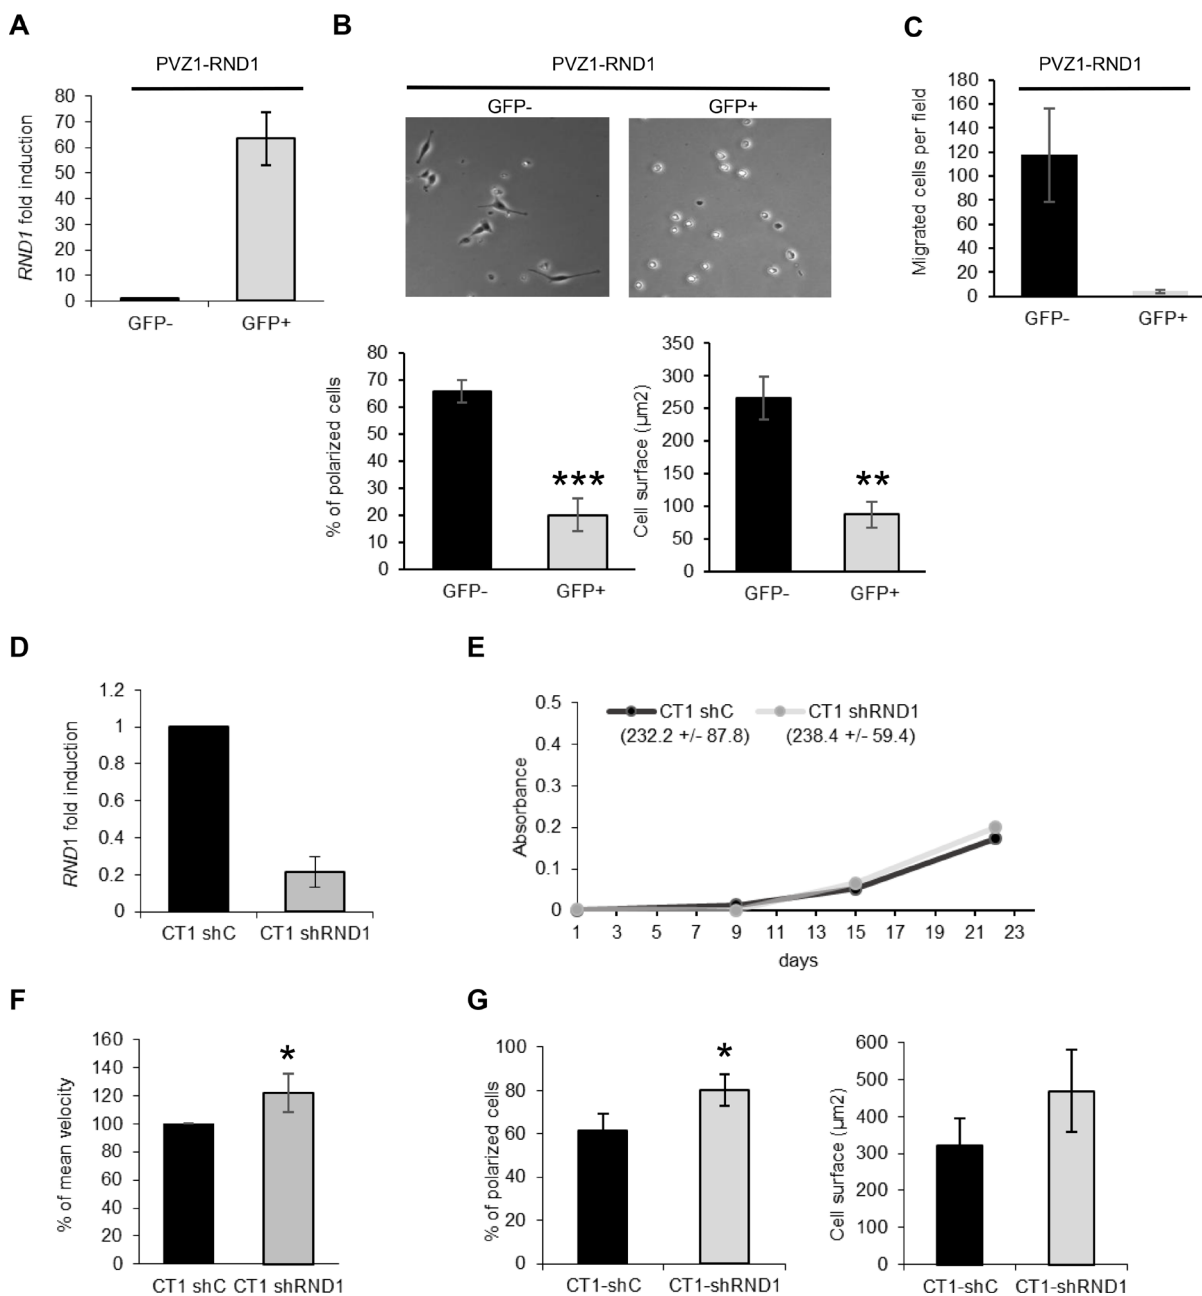 A
PVZ1-RND1
RND1 fold induction
80
70
60
50
40
30
20
10
0
GFP-
GFP+
B
PVZ1-RND1
GFP-
GFP+
% of polarized cells
80
70
60
50
40
30
20
10
0
***
GFP-
GFP+
Cell surface (µm2)
350
300
250
200
150
100
50
0
**
GFP-
GFP+
C
PVZ1-RND1
Migrated cells per field
180
160
140
120
100
80
60
40
20
0
GFP-
GFP+
D
RND1 fold induction
1.2
1
0.8
0.6
0.4
0.2
0
CT1 shC
CT1 shRND1
E
Absorbance
0.5
0.4
0.3
0.2
0.1
0
CT1 shC
(232.2 +/- 87.8)
CT1 shRND1
(238.4 +/- 59.4)
1 3 5 7 9 11 13 15 17 19 21 23
days
F
% of mean velocity
160
140
120
100
80
60
40
20
0
*
CT1 shC
CT1 shRND1
G
% of polarized cells
100
80
60
40
20
0
*
CT1-shC
CT1-shRND1
Cell surface (µm2)
600
500
400
300
200
100
0
CT1-shC
CT1-shRND1